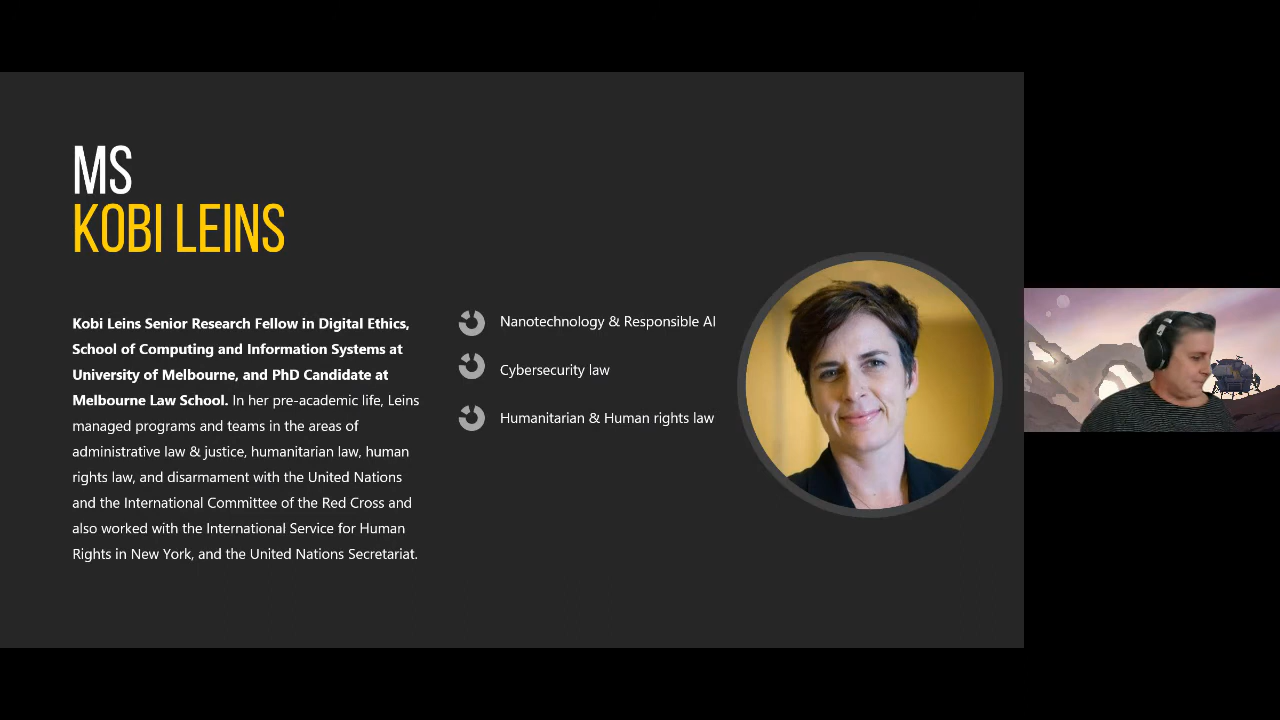 MS
KOBI LEINS
Kobi Leins Senior Research Fellow in Digital Ethics,
School of Computing and Information Systems at
University of Melbourne, and PhD Candidate at
Melbourne Law School. In her pre-academic life, Leins
managed programs and teams in the areas of
administrative law & justice, humanitarian law, human
rights law, and disarmament with the United Nations
and the International Committee of the Red Cross and
also worked with the International Service for Human
Rights in New York, and the United Nations Secretariat.
Nanotechnology & Responsible AI
Cybersecurity law
Humanitarian & Human rights law